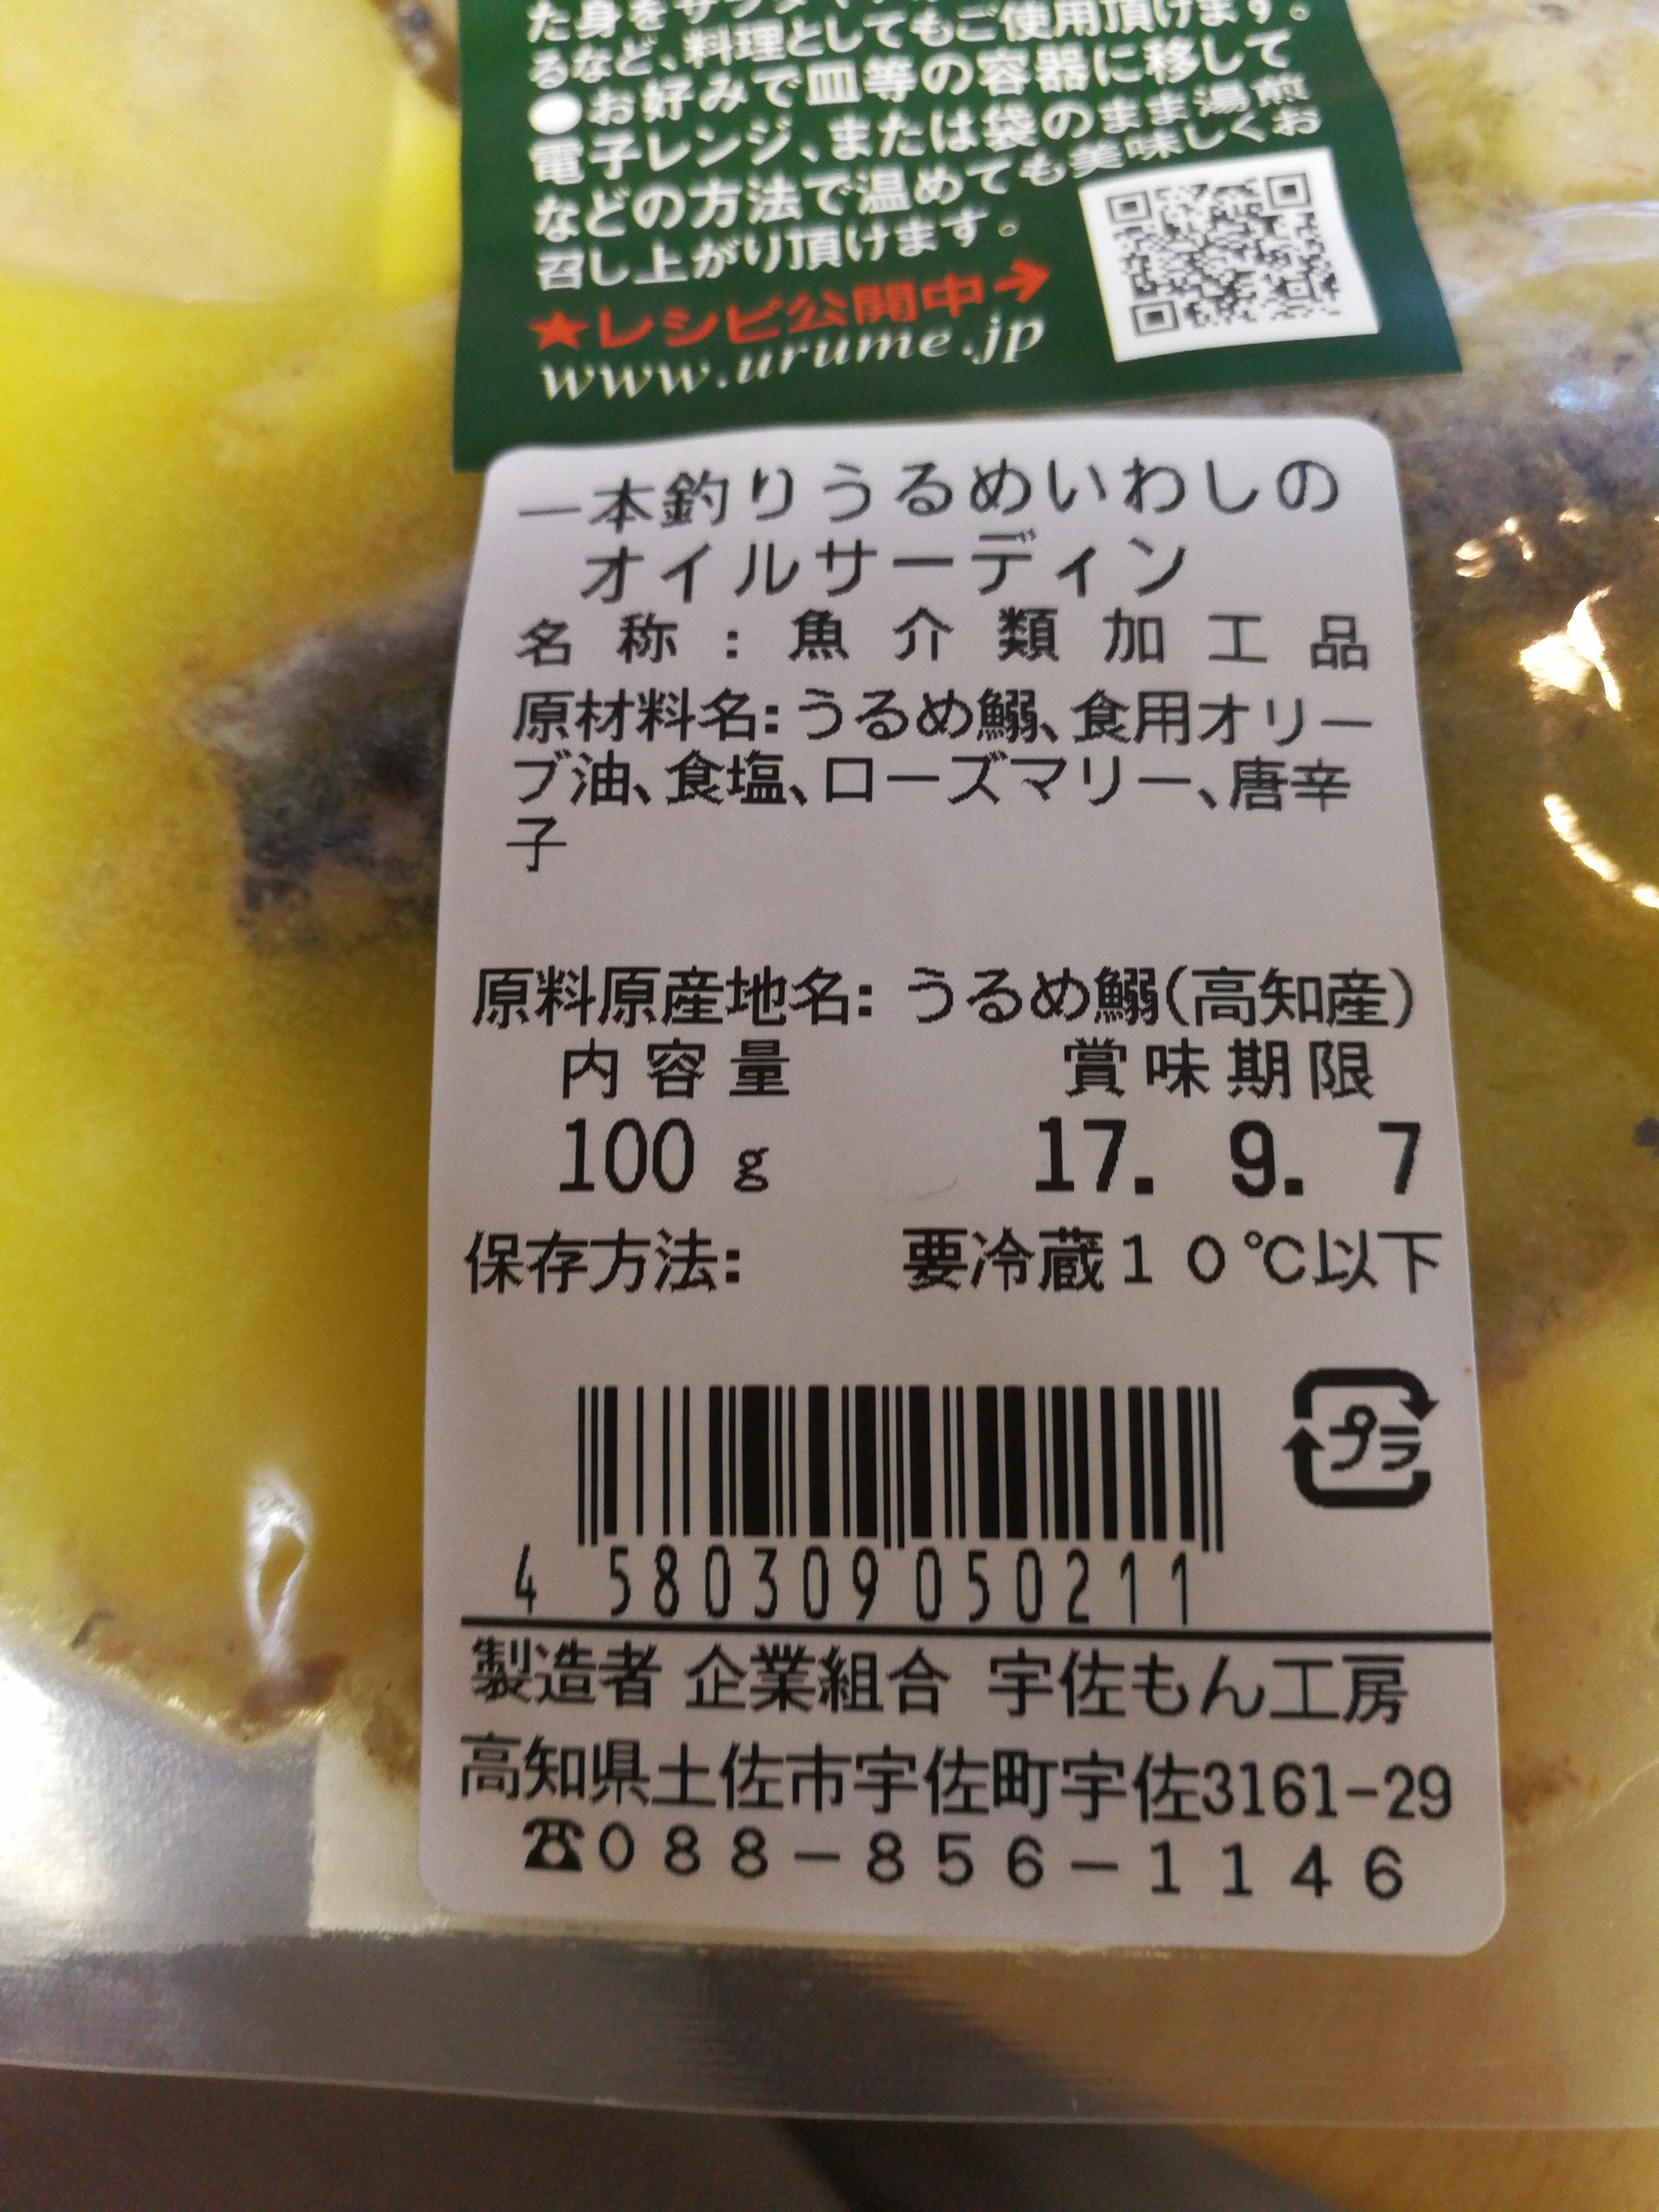 た身をサラダ
るなど、料理としてもご使用頂けます。
●お好みで皿等の容器に移して
電子レンジ、または袋のまま湯煎
などの方法で温めても美味しくお
召し上がり頂けます。
★レシピ公開中→
www.urume.jp
一本釣りうるめいわしの
オイルサーディン
名称:魚介類加工品
原材料名:うるめ鰯、食用オリー
ブ油、食塩、ローズマリー、唐辛
子
原料原産地名: うるめ鰯(高知産)
内容量 賞味期限
100 g 17. 9. 7
保存方法: 要冷蔵10℃以下
プラ
4 580309 050211
製造者 企業組合 宇佐もん工房
高知県土佐市宇佐町宇佐3161-29
☎088-856-1146